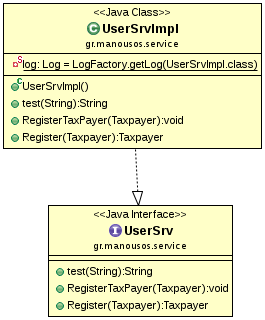 <<Java Class>>
C UserSrvImpl
gr.manousos.service
S log: Log = LogFactory.getLog(UserSrvImpl.class)
C UserSrvImpl()
test(String):String
RegisterTaxPayer(Taxpayer):void
Register(Taxpayer):Taxpayer
<<Java Interface>>
I UserSrv
gr.manousos.service
test(String):String
RegisterTaxPayer(Taxpayer):void
Register(Taxpayer):Taxpayer